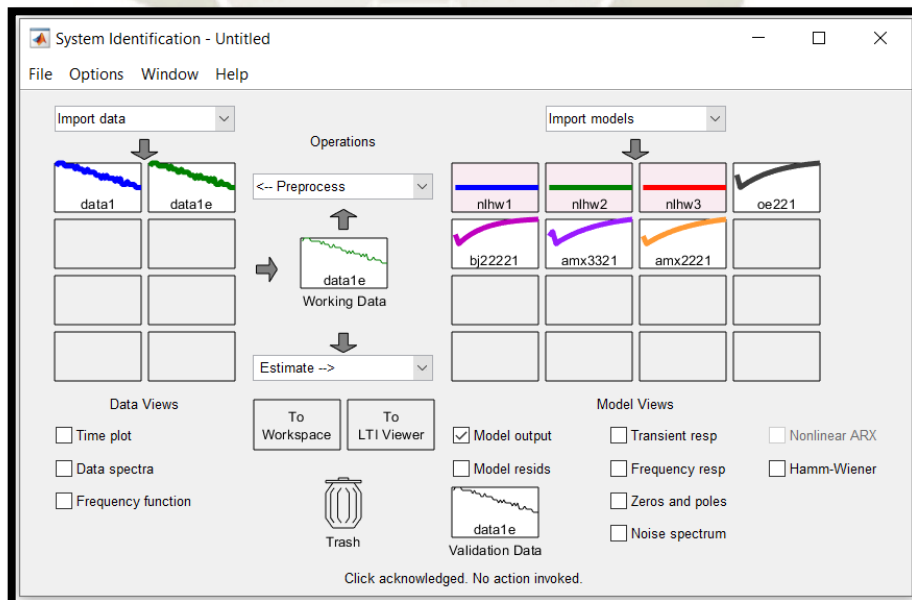 System Identification - Untitled
File Options Window Help
Import data
Operations
Import models
data1 data1e
<-- Preprocess
nlhw1 nlhw2 nlhw3 oe221
data1e
Working Data
bj22221 amx3321 amx2221
Estimate -->
Data Views
To
Workspace
To
LTI Viewer
Model Views
Time plot
Data spectra
Frequency function
Trash
Model output
Model resids
data1e
Validation Data
Transient resp
Frequency resp
Zeros and poles
Noise spectrum
Nonlinear ARX
Hamm-Wiener
Click acknowledged. No action invoked.